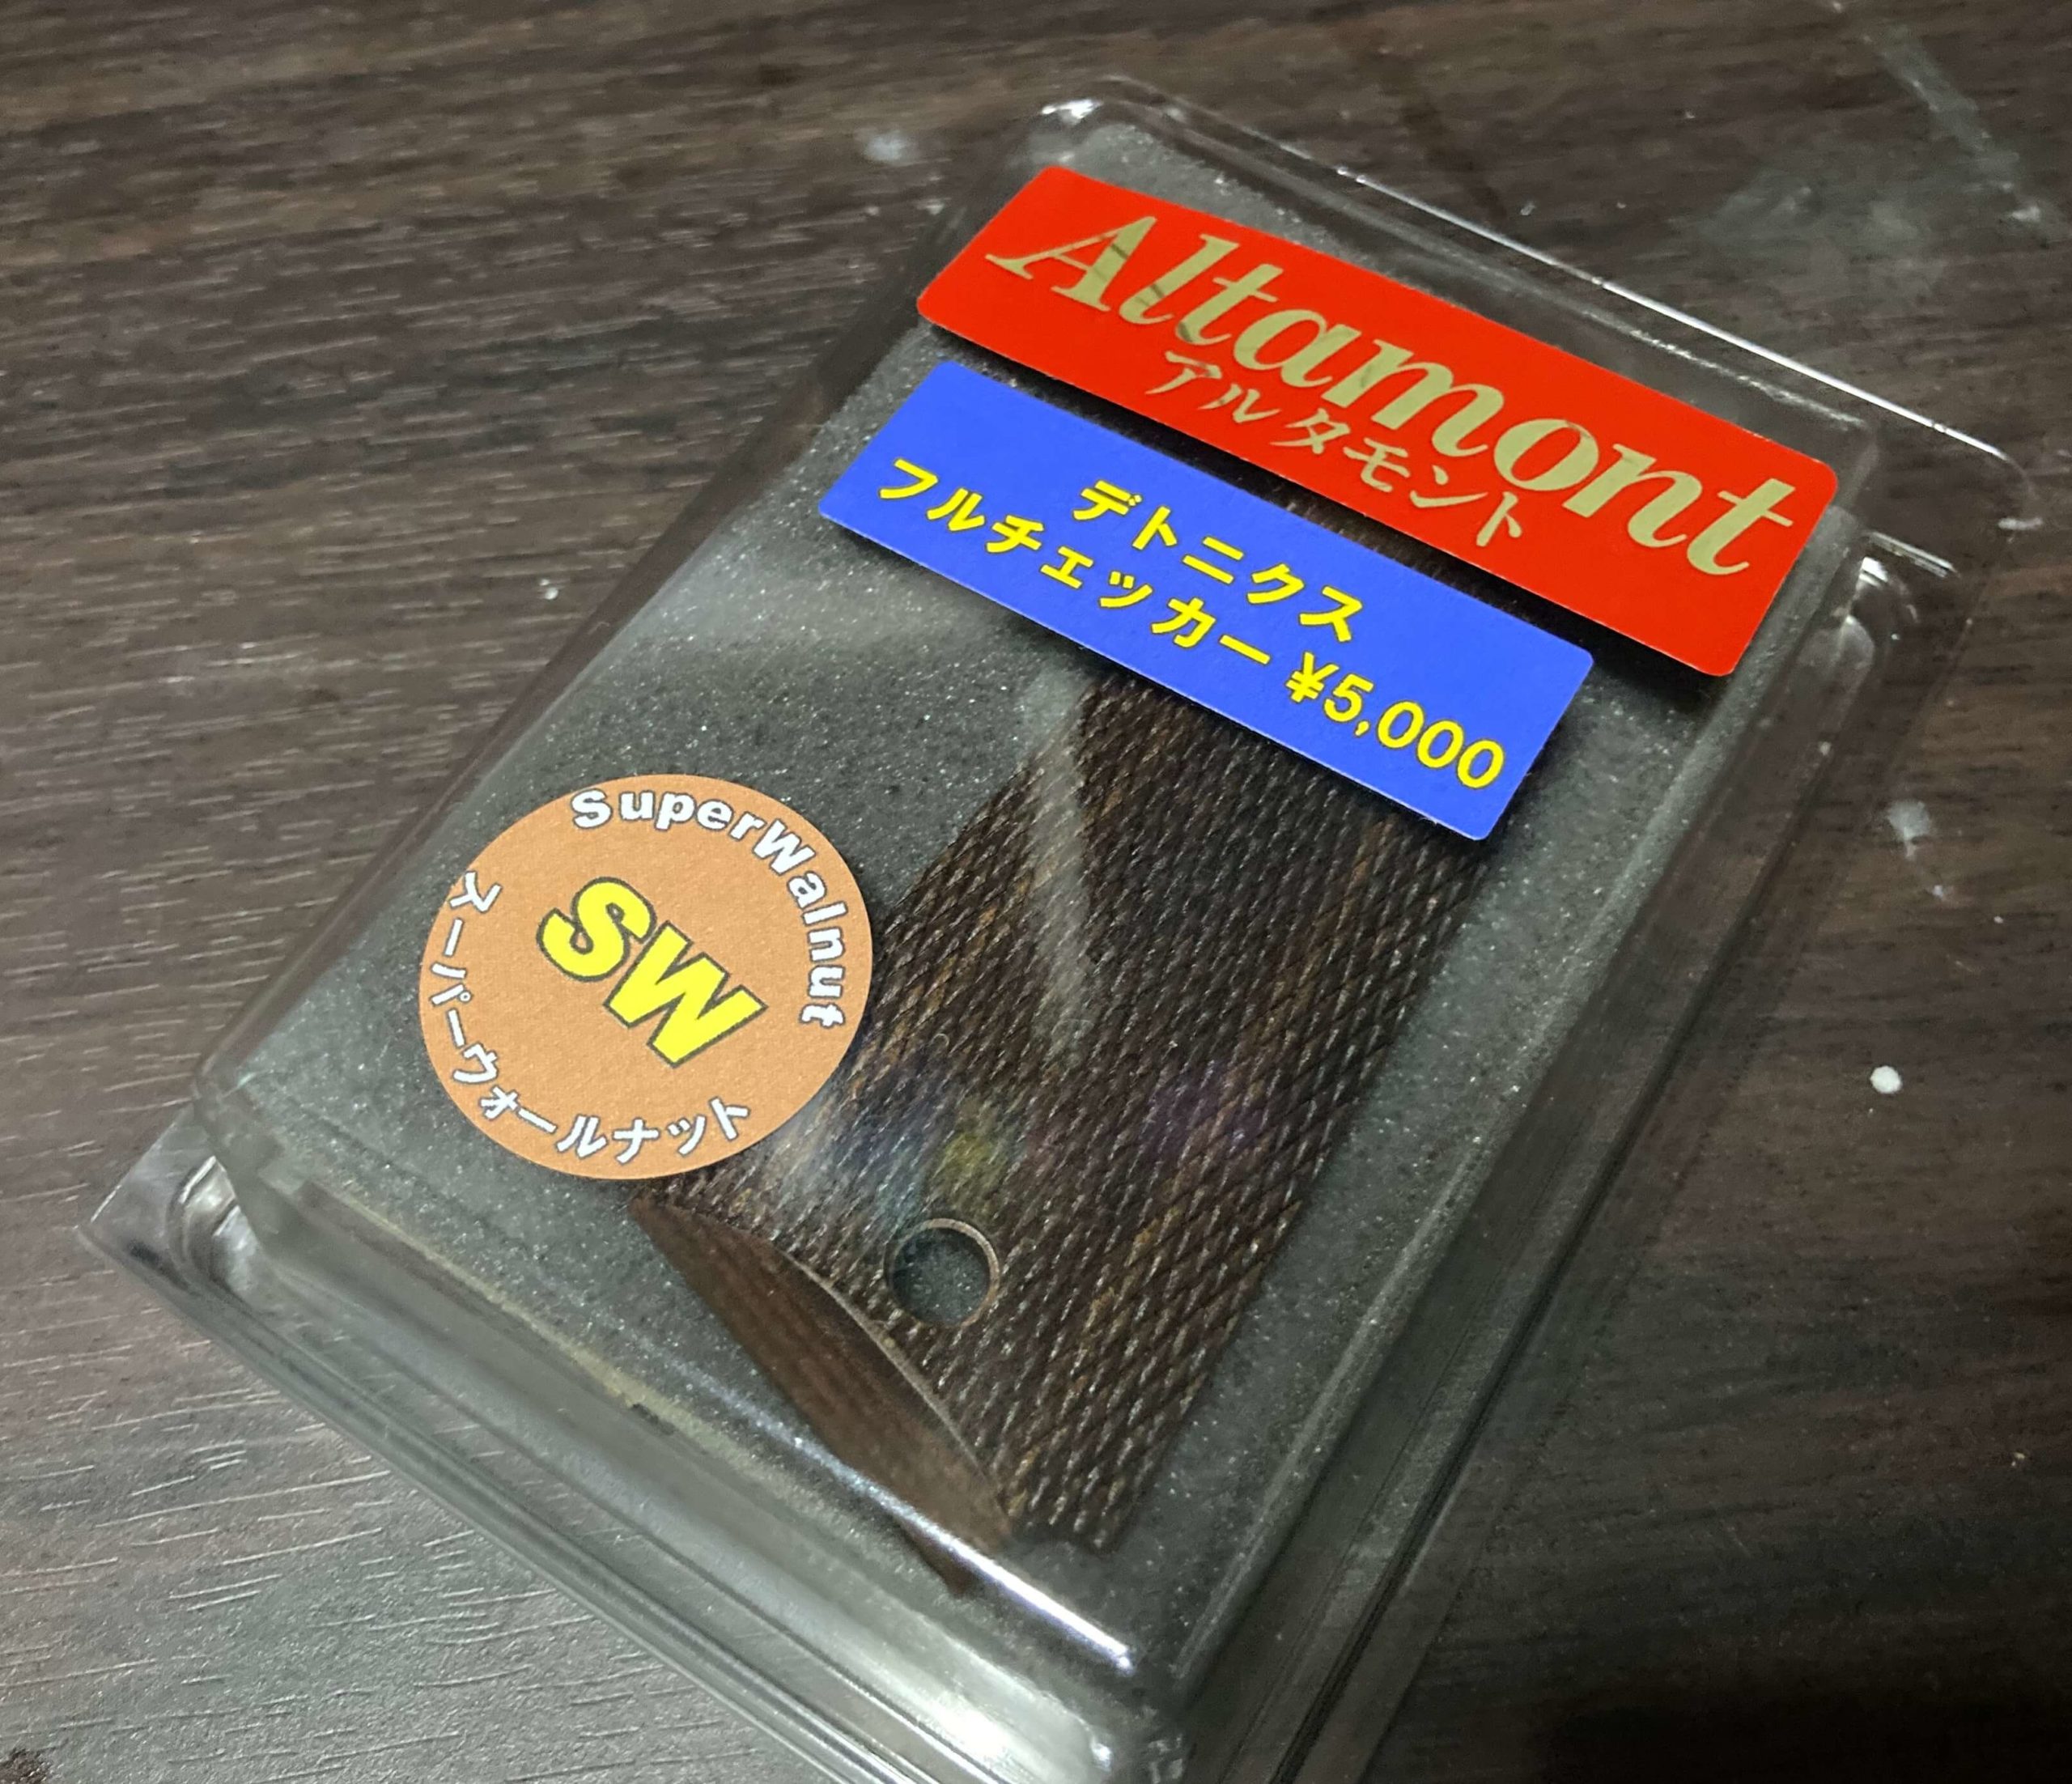 Altamont
アルタモント
デトニクス
フルチェッカー ¥5,000
SuperWalnut
SW
スーパーウォールナット